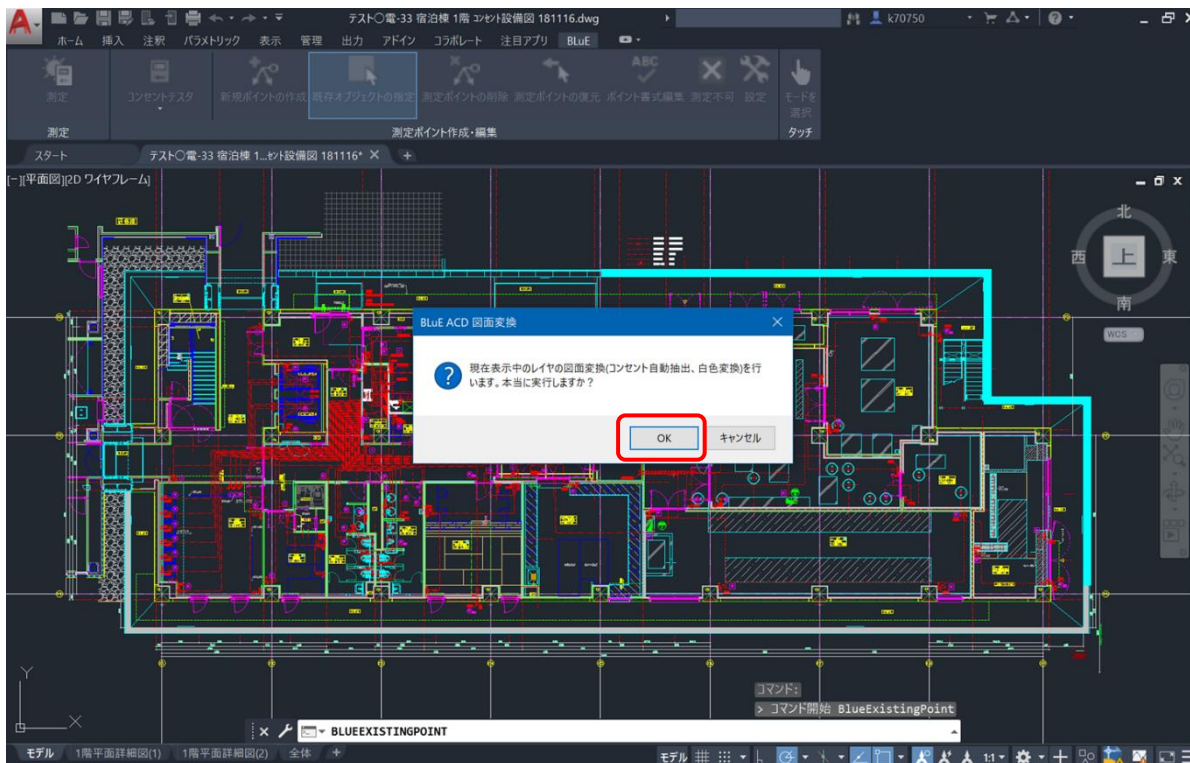 テスト○電-33 宿泊棟 1階 コンセント設備図 181116.dwg
k70750
ホーム 挿入 注釈 パラメトリック 表示 管理 出力 アドイン コラボレート 注目アプリ BLuE
ABC
測定 コンセントテスタ 新規ポイントの作成 既存オブジェクトの指定 測定ポイントの削除 測定ポイントの復元 ポイント書式編集 測定不可 設定 モードを
選択
測定 測定ポイント作成・編集 タッチ
スタート テスト○電-33 宿泊棟 1...セント設備図 181116* +
[-][平面図][2D ワイヤフレーム]
北
西 上 東
南
WCS
BLuE ACD 図面変換
現在表示中のレイヤの図面変換(コンセント自動抽出、白色変換)を行
います。本当に実行しますか？
OK キャンセル
コマンド:
> コマンド開始 BlueExistingPoint
Y
X
BLUEEXISTINGPOINT
モデル 1階平面詳細図(1) 1階平面詳細図(2) 全体 + モデル 1:1